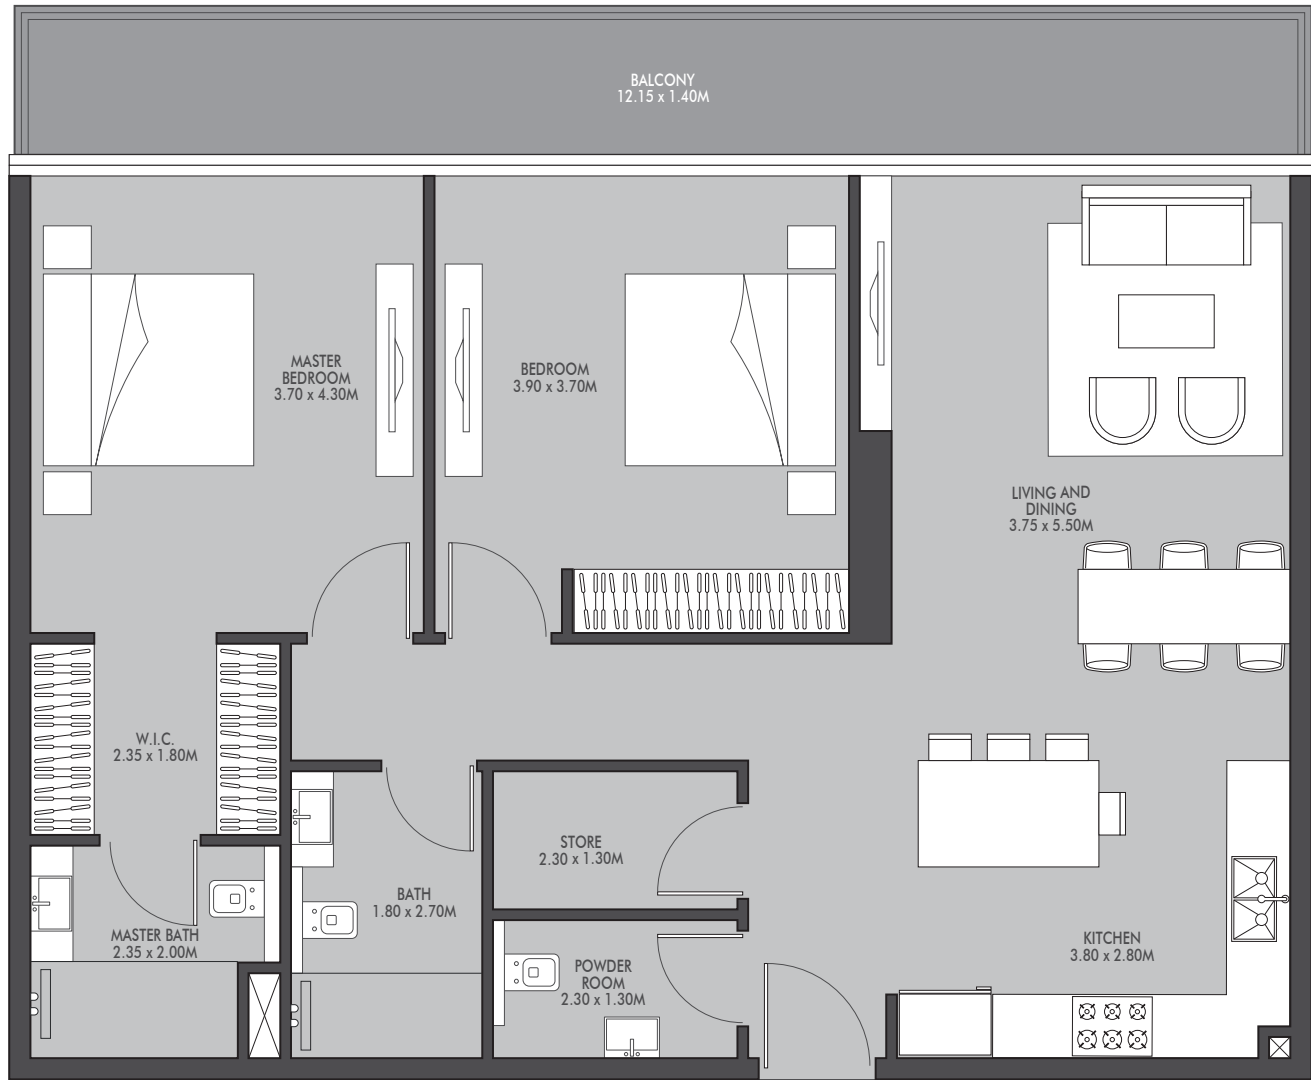 BALCONY
12.15 x 1.40M
MASTER
BEDROOM
3.70 x 4.30M
BEDROOM
3.90 x 3.70M
LIVING AND
DINING
3.75 x 5.50M
W.I.C.
2.35 x 1.80M
STORE
2.30 x 1.30M
BATH
1.80 x 2.70M
MASTER BATH
2.35 x 2.00M
KITCHEN
3.80 x 2.80M
POWDER
ROOM
2.30 x 1.30M